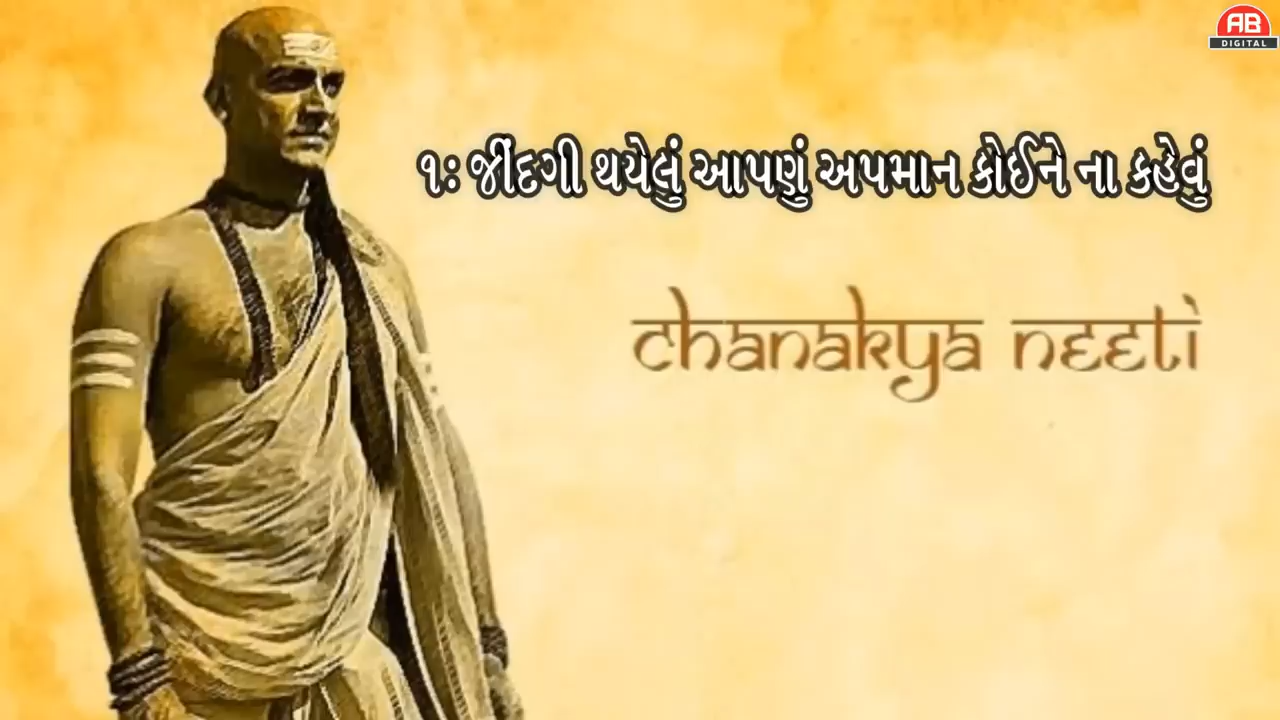 AB
DIGITAL
૧: જીંદગી થયેલું આપણું અપમાન કોઈને ના કહેવું
chanakya neeti